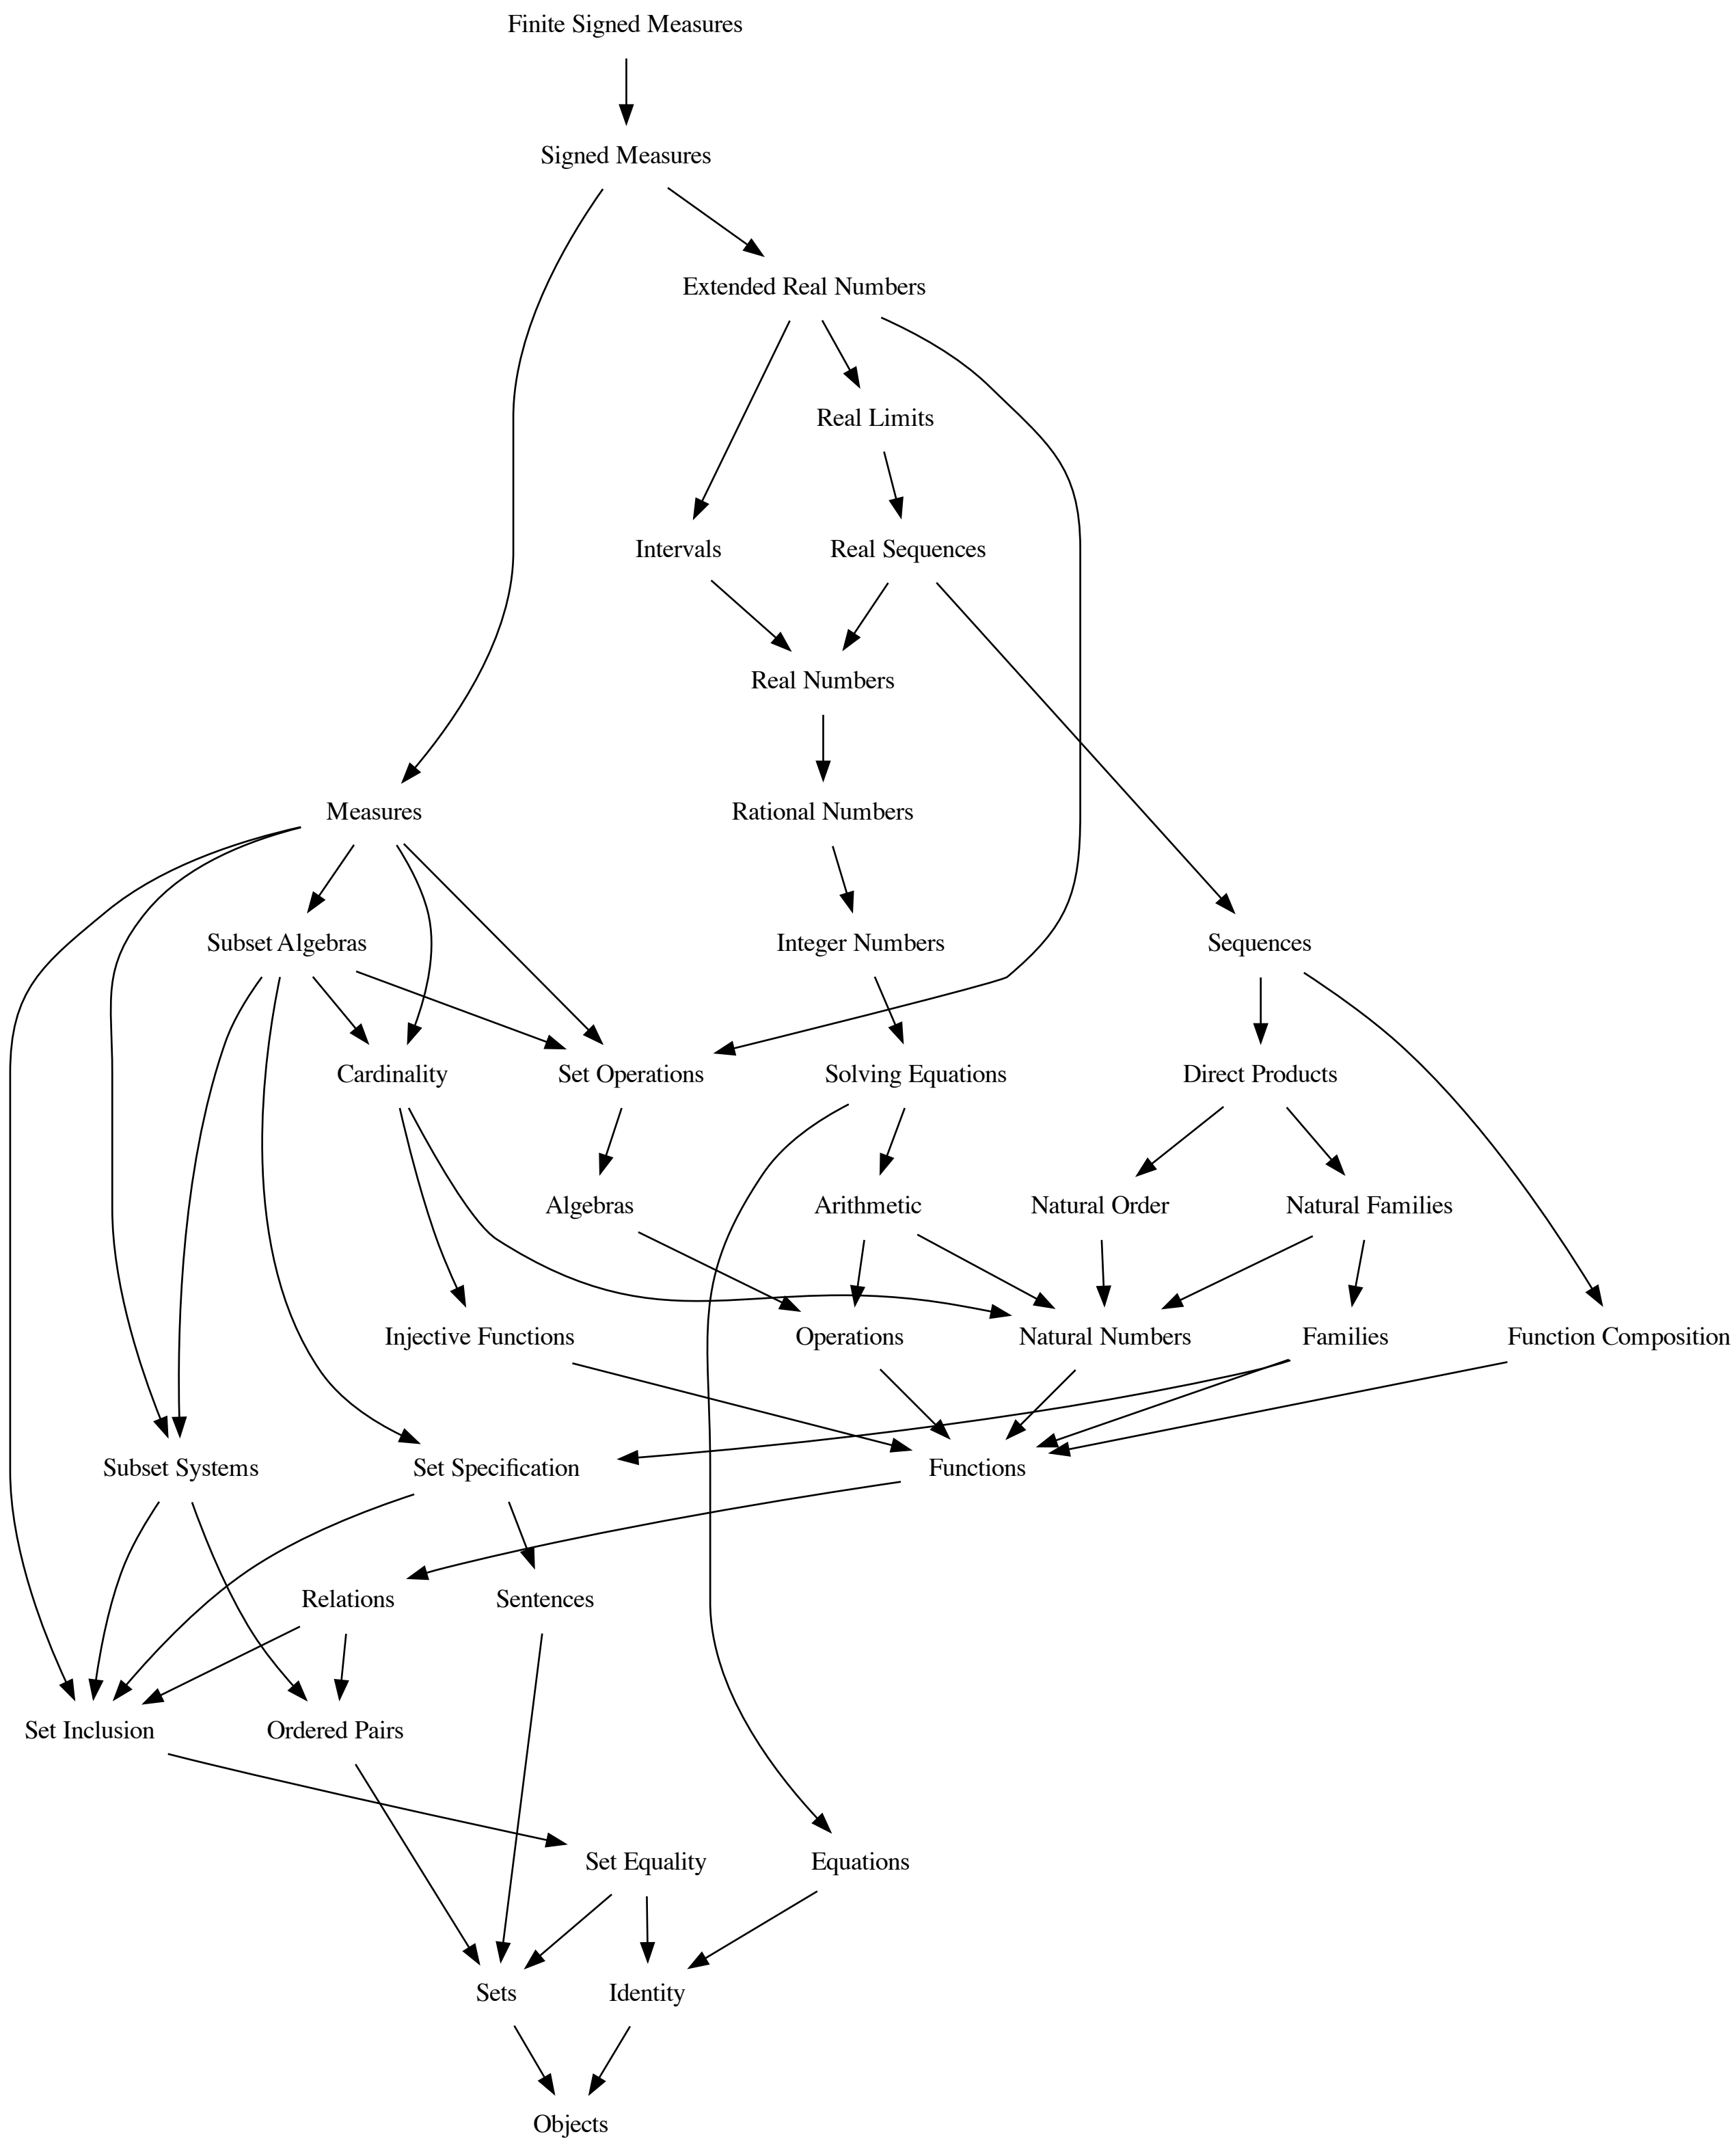 Finite Signed Measures
Signed Measures
Extended Real Numbers
Real Limits
Intervals
Real Sequences
Real Numbers
Measures
Rational Numbers
Subset Algebras
Integer Numbers
Sequences
Cardinality
Set Operations
Solving Equations
Direct Products
Algebras
Arithmetic
Natural Order
Natural Families
Injective Functions
Operations
Natural Numbers
Families
Function Composition
Subset Systems
Set Specification
Functions
Relations
Sentences
Set Inclusion
Ordered Pairs
Set Equality
Equations
Sets
Identity
Objects